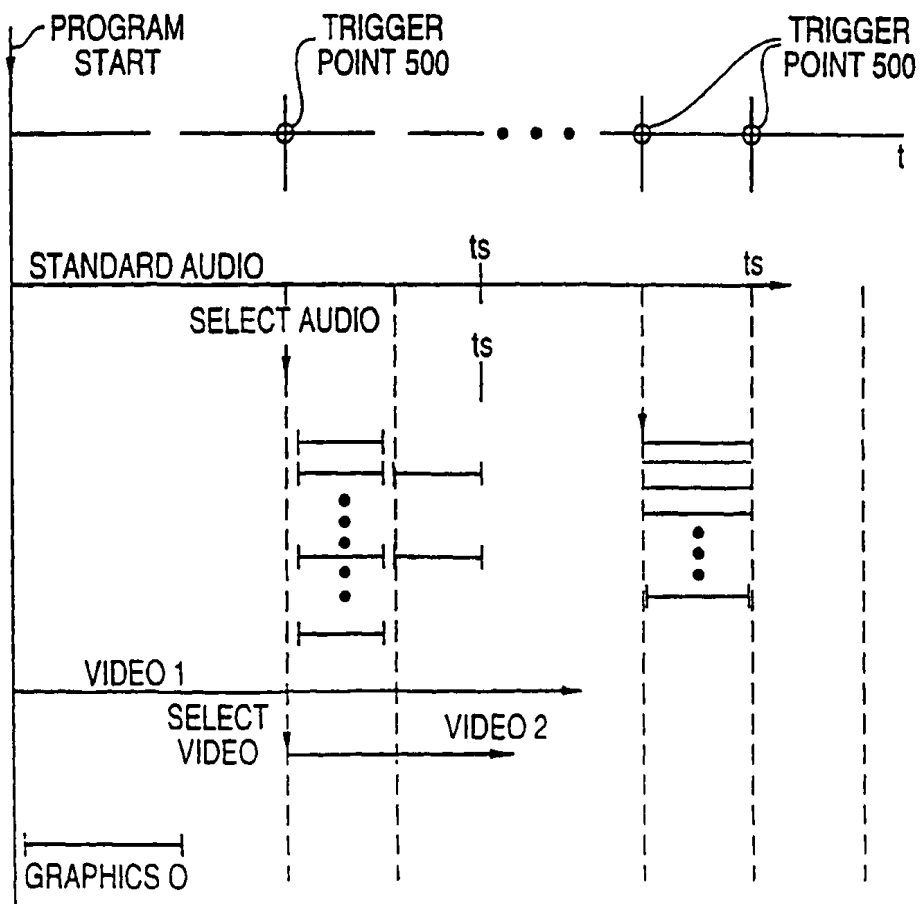 PROGRAM
START
TRIGGER
POINT 500
TRIGGER
POINT 500
t
STANDARD AUDIO
ts
ts
SELECT AUDIO
ts
VIDEO 1
SELECT
VIDEO
VIDEO 2
GRAPHICS O